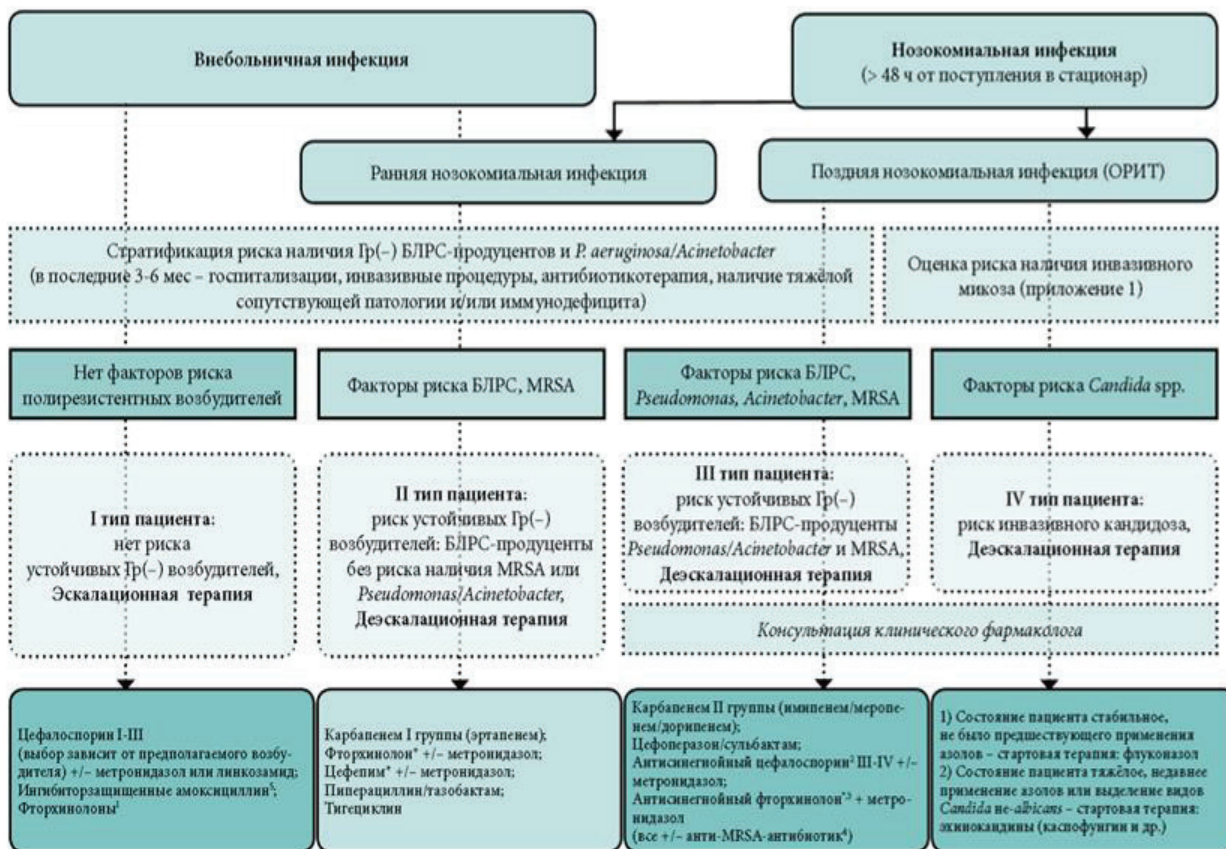 Внебольничная инфекция
Нозокомиальная инфекция
(> 48 ч от поступления в стационар)
Ранняя нозокомиальная инфекция
Поздняя нозокомиальная инфекция (ОРИТ)
Стратификация риска наличия Гр(–) БЛРС-продуцентов и P. aeruginosa/Acinetobacter
(в последние 3-6 мес – госпитализации, инвазивные процедуры, антибиотикотерапия, наличие тяжёлой
сопутствующей патологии и/или иммунодефицита)
Оценка риска наличия инвазивного
микоза (приложение 1)
Нет факторов риска
полирезистентных возбудителей
Факторы риска БЛРС, MRSA
Факторы риска БЛРС,
Pseudomonas, Acinetobacter, MRSA
Факторы риска Candida spp.
I тип пациента:
нет риска
устойчивых Гр(–) возбудителей,
Эскалационная терапия
II тип пациента:
риск устойчивых Гр(–)
возбудителей: БЛРС-продуценты
без риска наличия MRSA или
Pseudomonas/Acinetobacter,
Деэскалационная терапия
III тип пациента:
риск устойчивых Гр(–)
возбудителей: БЛРС-продуценты
Pseudomonas/Acinetobacter и MRSA,
Деэскалационная терапия
IV тип пациента:
риск инвазивного кандидоза,
Деэскалационная терапия
Консультация клинического фармаколога
Цефалоспорин I-III
(выбор зависит от предполагаемого возбу-
дителя) +/– метронидазол или линкозамид;
Ингибиторзащищенные амоксициллин⁵;
Фторхинолоны¹
Карбапенем I группы (эртапенем);
Фторхинолон* +/– метронидазол;
Цефепим* +/– метронидазол;
Пиперациллин/тазобактам;
Тигециклин
Карбапенем II группы (имипенем/меропе-
нем/дорипенем);
Цефоперазон/сульбактам;
Антисинегнойный цефалоспорин² III-IV +/–
метронидазол;
Антисинегнойный фторхинолон*,³ + метро-
нидазол
(все +/– анти-MRSA-антибиотик⁴)
1) Состояние пациента стабильное,
не было предшествующего применения
азолов – стартовая терапия: флуконазол
2) Состояние пациента тяжёлое, недавнее
применение азолов или выделение видов
Candida не-albicans – стартовая терапия:
эхинокандины (каспофунгин и др.)